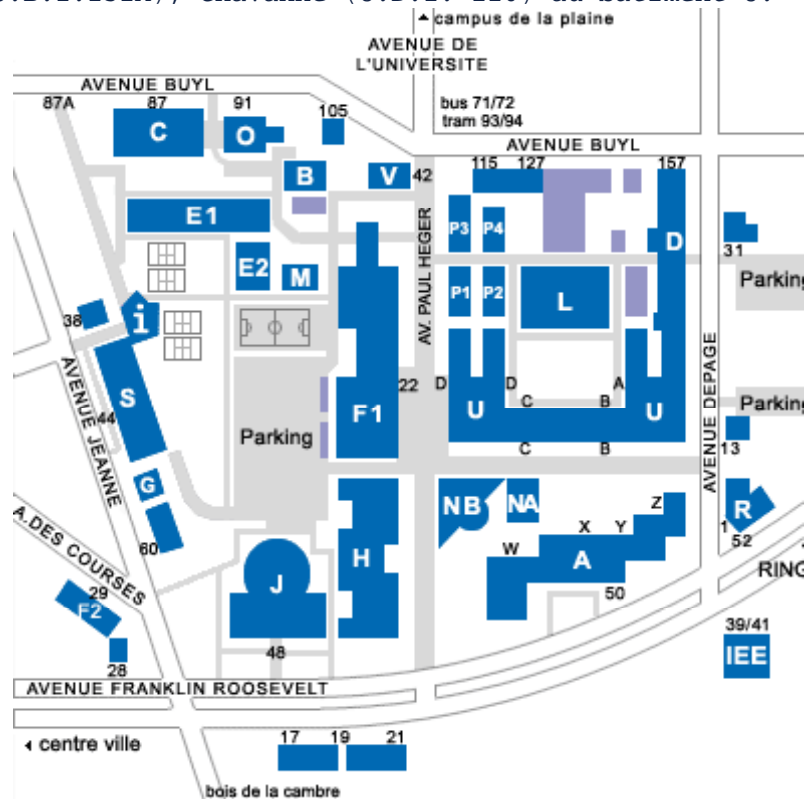 campus de la plaine
AVENUE DE
L'UNIVERSITE
AVENUE BUYL
87A
87
91
105
bus 71/72
tram 93/94
AVENUE BUYL
C
O
B
V
42
115
127
157
E1
P3
P4
D
31
E2
M
P1
P2
L
Parking
i
38
AV. PAUL HEGER
AVENUE JEANNE
S
44
22
D
D
C
B
A
F1
U
U
AVENUE DEPAGE
Parking
Parking
C
B
13
G
60
NB
NA
Z
X
Y
W
A
50
R
1
52
RING
A.DES COURSES
29
F2
28
J
48
H
39/41
IEE
AVENUE FRANKLIN ROOSEVELT
centre ville
17
19
21
bois de la cambre